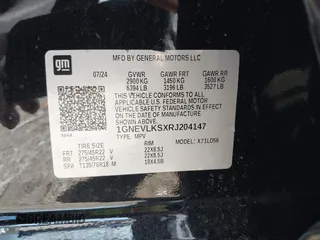 gm
MFD BY GENERAL MOTORS LLC
07/24 GVWR GAWR FRT GAWR RR
2900 KG 1450 KG 1600 KG
6394 LB 3196 LB 3527 LB
THIS VEHICLE CONFORMS TO ALL APPLICABLE
U.S. FEDERAL MOTOR VEHICLE
SAFETY STANDARDS IN EFFECT ON THE DATE OF
MANUFACTURE SHOWN ABOVE.
1GNEVLKSXRJ204147
TYPE: MPV
TIRE SIZE RIM MODEL: X71LD56
FRT 275/45R22 V 22X8.5J
RR 275/45R22 V 22X8.5J
SPA T135/70R18 M 18X4.5B